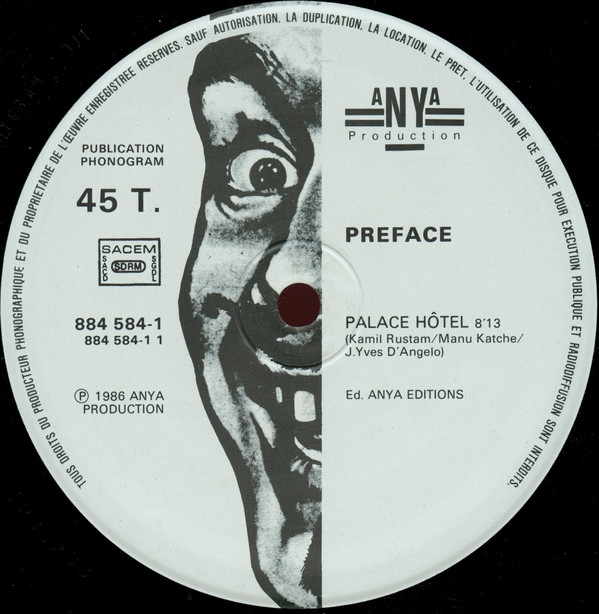 TOUS DROITS DU PRODUCTEUR PHONOGRAPHIQUE ET DU PROPRIETAIRE DE L'ŒUVRE ENREGISTREE RESERVES. SAUF AUTORISATION, LA DUPLICATION, LA LOCATION, LE PRET, L'UTILISATION DE CE DISQUE POUR EXECUTION PUBLIQUE ET RADIODIFFUSION SONT INTERDITS.
PUBLICATION
PHONOGRAM
45 T.
SACEM
SACD SDRM SGDL
884 584-1
884 584-1 1
℗ 1986 ANYA
PRODUCTION
ANYA
Production
PREFACE
PALACE HÔTEL 8'13
(Kamil Rustam/Manu Katche/
J.Yves D'Angelo)
Ed. ANYA EDITIONS